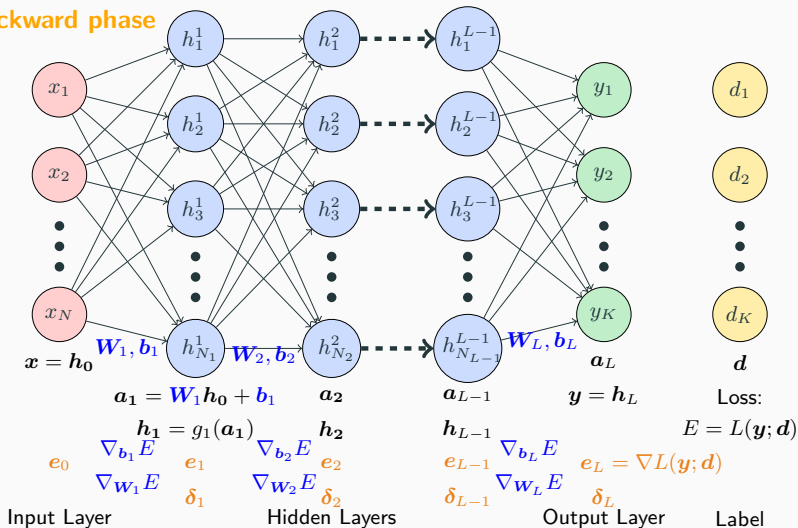 ckward phase
h_1^1 h_1^2 h_1^{L-1}
x_1 y_1 d_1
h_2^1 h_2^2 h_2^{L-1}
x_2 y_2 d_2
h_3^1 h_3^2 h_3^{L-1}
x_N y_K d_K
h_{N_1}^1 h_{N_2}^2 h_{N_{L-1}}^{L-1}
W_1, b_1 W_2, b_2 W_L, b_L
x = h_0 a_L d
a_1 = W_1 h_0 + b_1 a_2 a_{L-1} y = h_L Loss:
h_1 = g_1(a_1) h_2 h_{L-1} E = L(y; d)
∇_{b_1}E ∇_{b_2}E ∇_{b_L}E
e_0 e_1 e_2 e_{L-1} e_L = ∇L(y; d)
∇_{W_1}E ∇_{W_2}E ∇_{W_L}E
δ_1 δ_2 δ_{L-1} δ_L
Input Layer Hidden Layers Output Layer Label